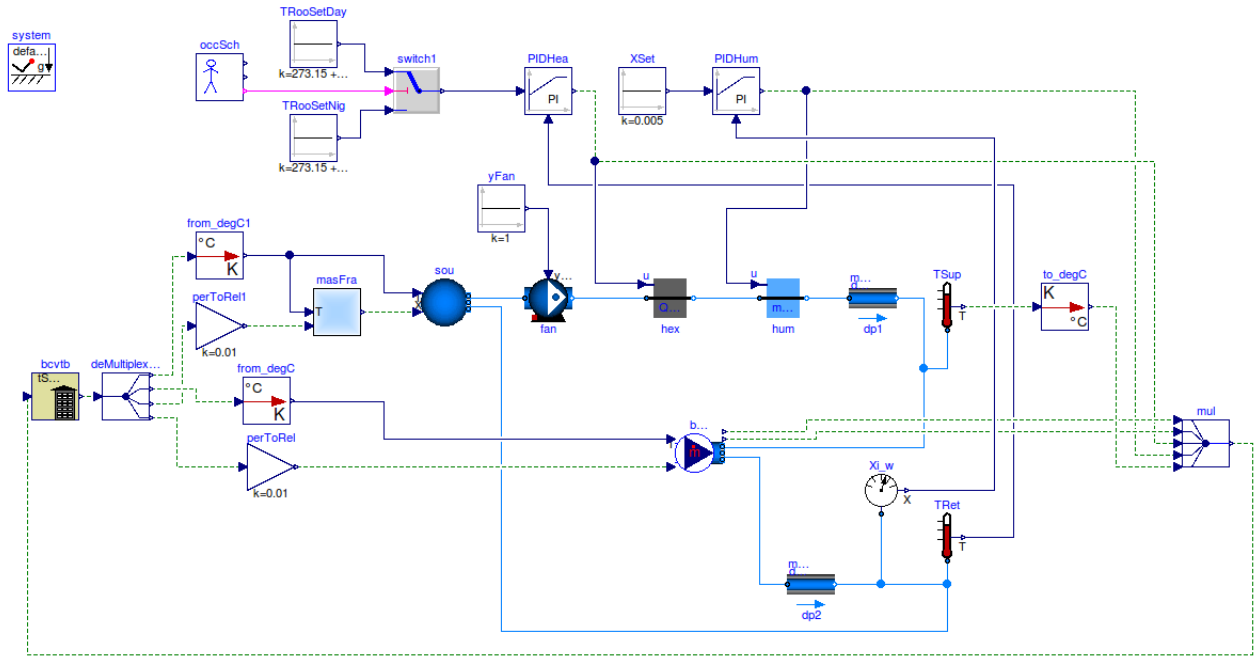 TRooSetDay
system
defa...
g
occSch
k=273.15 +...
switch1
PIDHea
PI
XSet
k=0.005
PIDHum
PI
TRooSetNig
k=273.15 +...
yFan
k=1
from_degC1
°C
K
masFra
T
sou
perToRel1
k=0.01
fan
u
Q...
hex
u
m...
hum
m...
dp1
TSup
T
to_degC
K
°C
bcvtb
tS...
deMultiplex...
from_degC
°C
K
perToRel
k=0.01
b...
ṁ
mul
Xi_w
X
TRet
T
m...
dp2